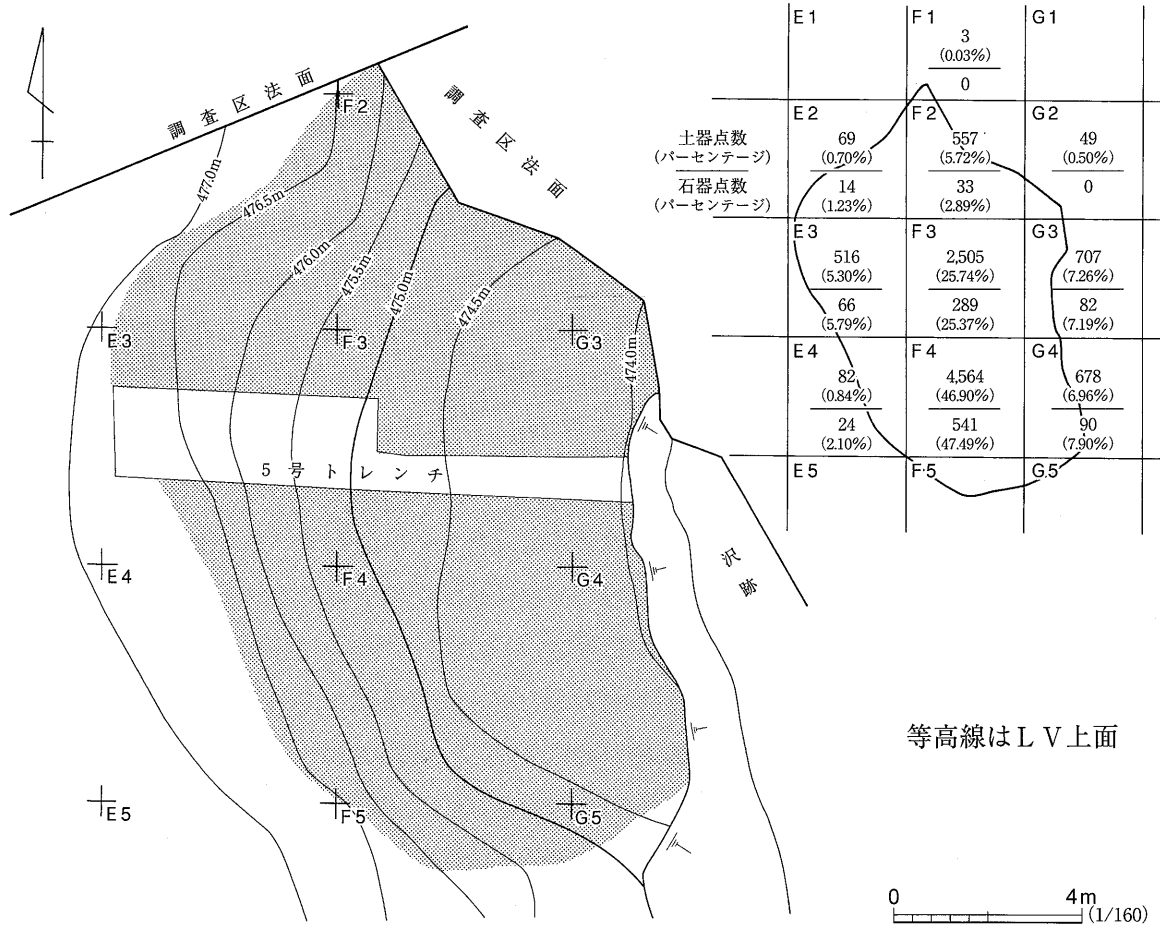 調査区法面
調査区法面
F2
477.0m
476.5m
476.0m
475.5m
475.0m
474.5m
474.0m
E3
F3
G3
5号トレンチ
E4
F4
G4
沢跡
E5
F5
G5
E1
F1
G1
3
(0.03%)
0
E2
F2
G2
土器点数
(パーセンテージ)
石器点数
(パーセンテージ)
69
(0.70%)
14
(1.23%)
557
(5.72%)
33
(2.89%)
49
(0.50%)
0
E3
F3
G3
516
(5.30%)
66
(5.79%)
2,505
(25.74%)
289
(25.37%)
707
(7.26%)
82
(7.19%)
E4
F4
G4
82
(0.84%)
24
(2.10%)
4,564
(46.90%)
541
(47.49%)
678
(6.96%)
90
(7.90%)
E5
F5
G5
等高線はLV上面
0 4m
(1/160)